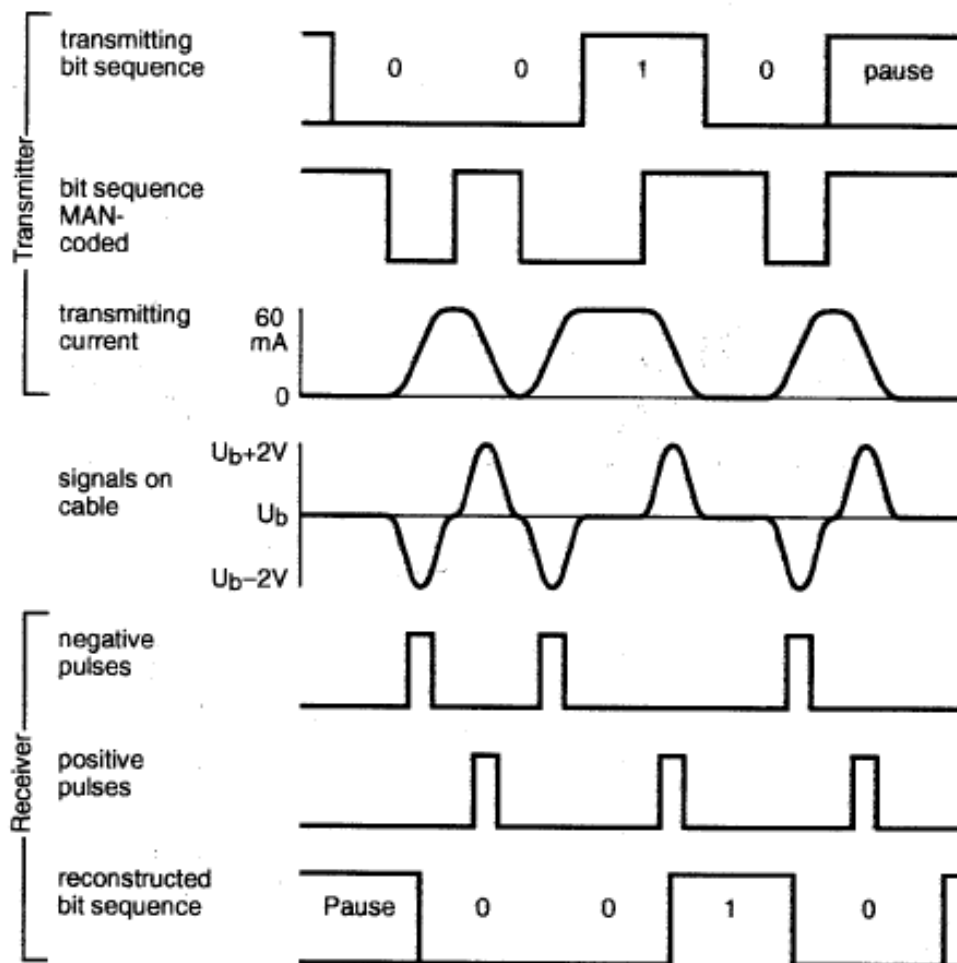 Transmitter
transmitting
bit sequence
0 0 1 0 pause
bit sequence
MAN-
coded
transmitting
current
60
mA
0
signals on
cable
Ub+2V
Ub
Ub−2V
Receiver
negative
pulses
positive
pulses
reconstructed
bit sequence
Pause 0 0 1 0